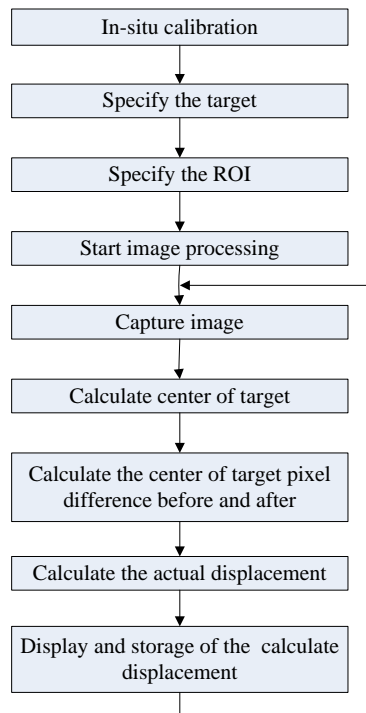 In-situ calibration
Specify the target
Specify the ROI
Start image processing
Capture image
Calculate center of target
Calculate the center of target pixel
difference before and after
Calculate the actual displacement
Display and storage of the calculate
displacement